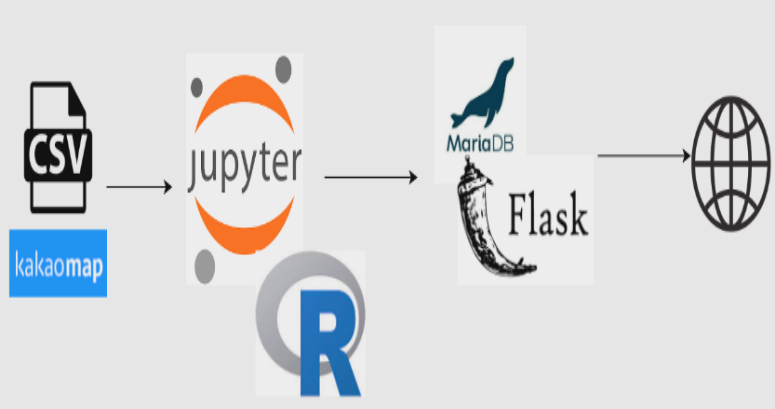 CSV
kakaomap
jupyter
R
MariaDB
Flask